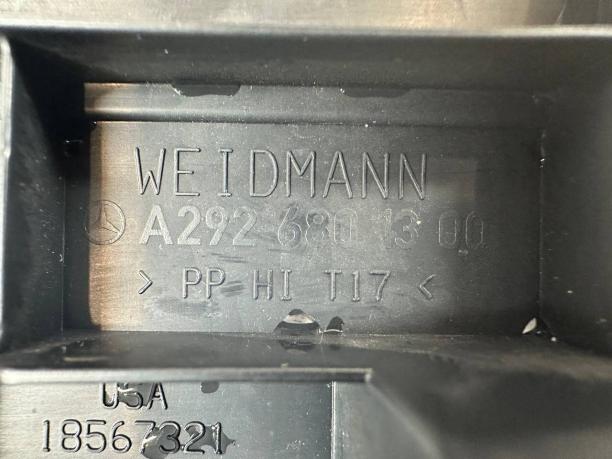 WEIDMANN
A292 680 13 00
> PP HI T17 <
USA
18567321